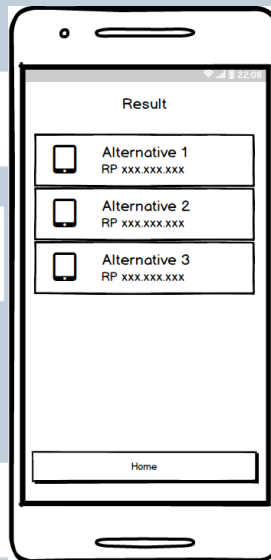 22:08
Result
Alternative 1
RP xxx.xxx.xxx
Alternative 2
RP xxx.xxx.xxx
Alternative 3
RP xxx.xxx.xxx
Home